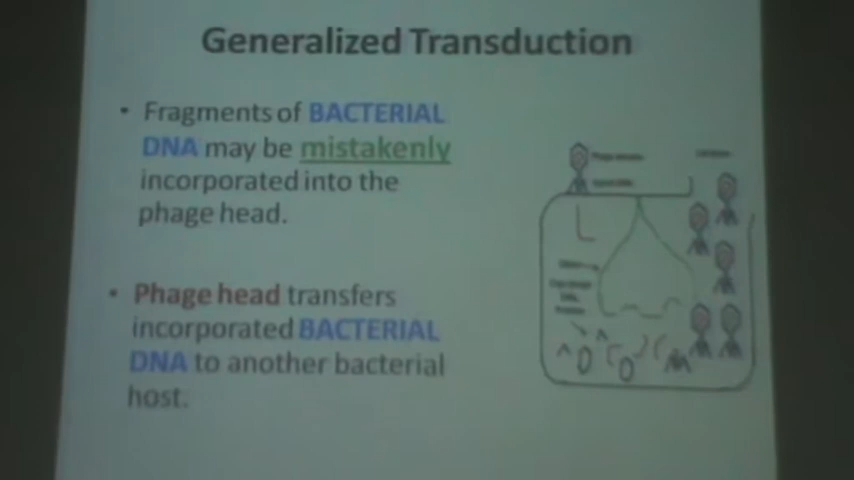 Generalized Transduction
• Fragments of BACTERIAL
DNA may be mistakenly
incorporated into the
phage head.
• Phage head transfers
incorporated BACTERIAL
DNA to another bacterial
host.